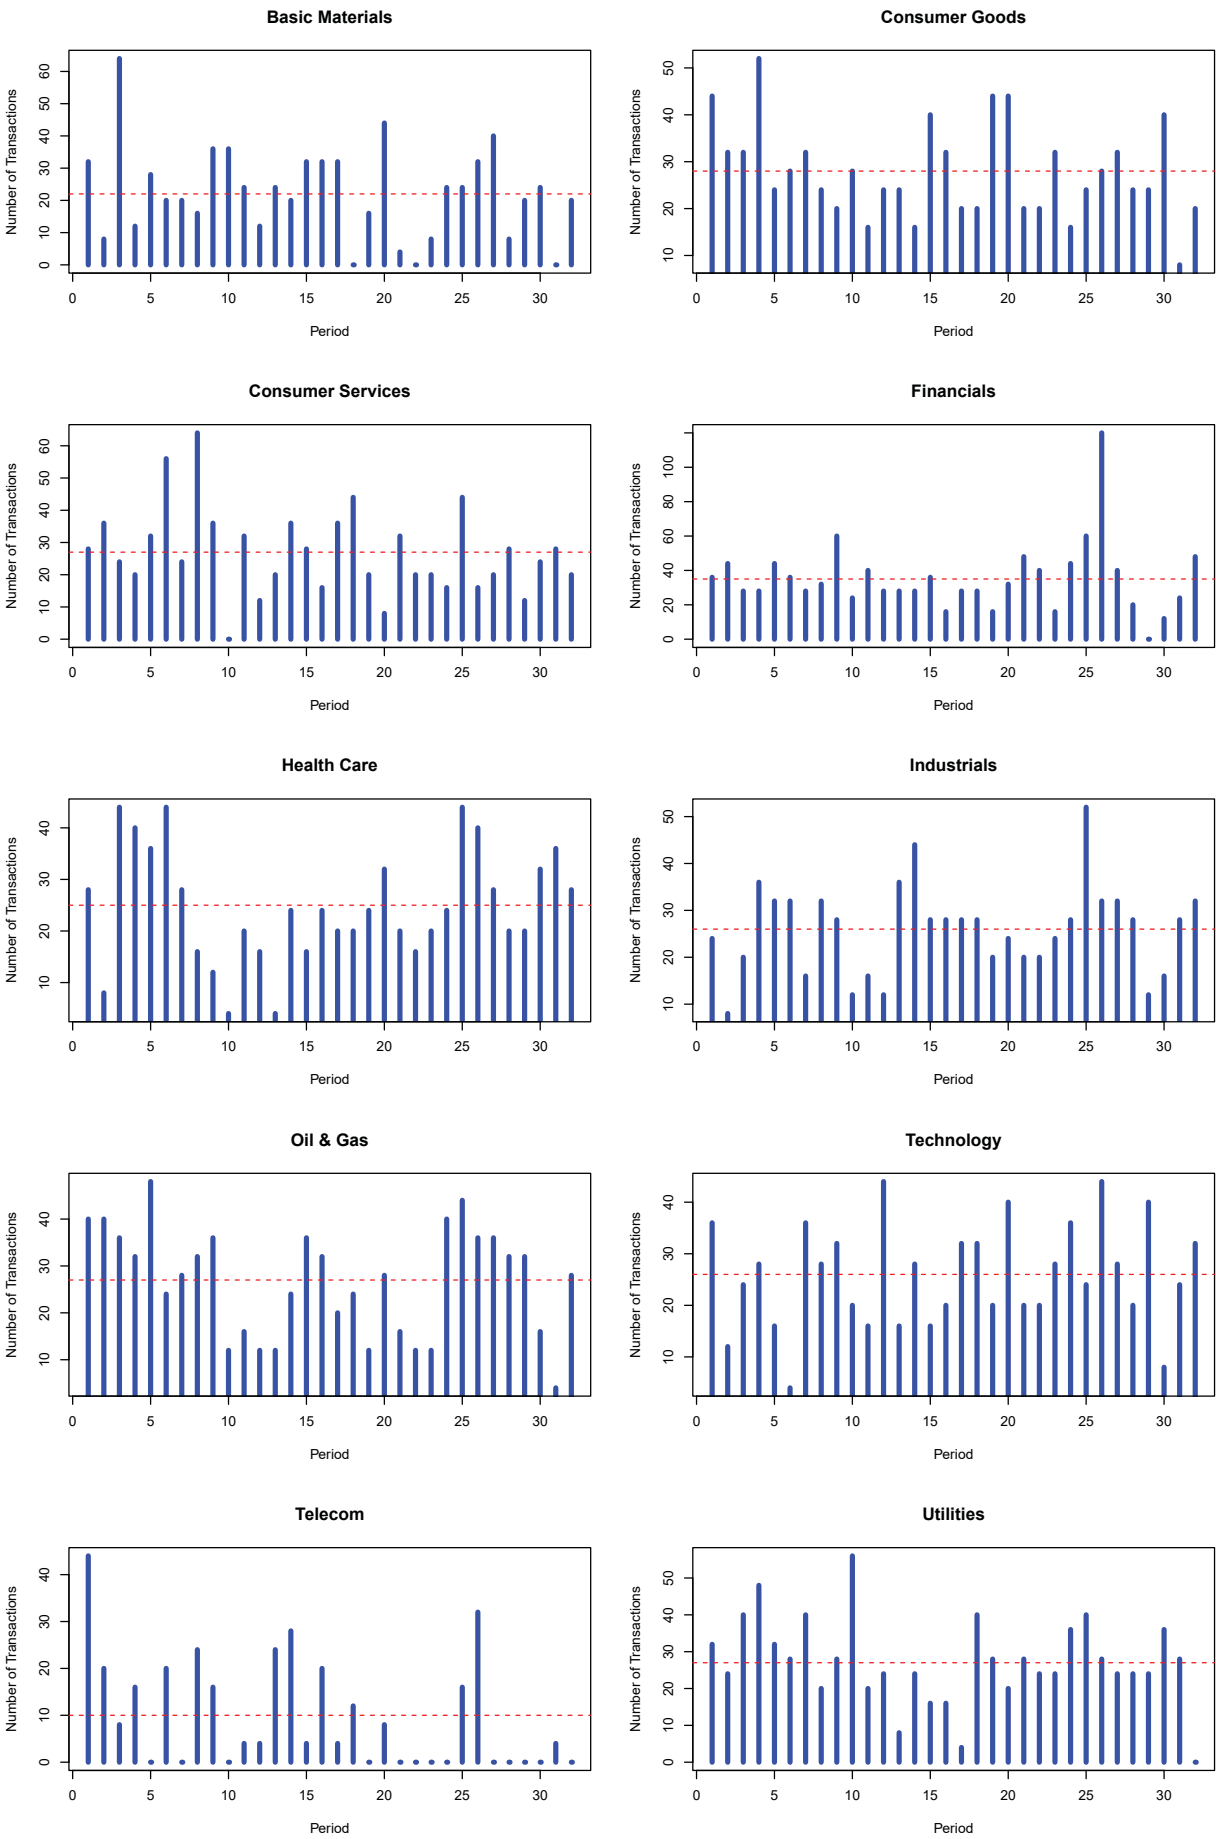 Basic Materials
Number of Transactions
0 10 20 30 40 50 60
0 5 10 15 20 25 30
Period
Consumer Goods
Number of Transactions
10 20 30 40 50
0 5 10 15 20 25 30
Period
Consumer Services
Number of Transactions
0 10 20 30 40 50 60
0 5 10 15 20 25 30
Period
Financials
Number of Transactions
0 20 40 60 80 100
0 5 10 15 20 25 30
Period
Health Care
Number of Transactions
10 20 30 40
0 5 10 15 20 25 30
Period
Industrials
Number of Transactions
10 20 30 40 50
0 5 10 15 20 25 30
Period
Oil & Gas
Number of Transactions
10 20 30 40
0 5 10 15 20 25 30
Period
Technology
Number of Transactions
10 20 30 40
0 5 10 15 20 25 30
Period
Telecom
Number of Transactions
0 10 20 30 40
0 5 10 15 20 25 30
Period
Utilities
Number of Transactions
0 10 20 30 40 50
0 5 10 15 20 25 30
Period